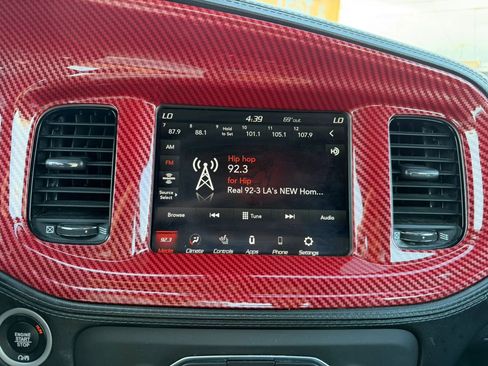 LO 4:39 69°out LO
7 8 9 10 11 12
87.9 88.1 Hold to Set 101.1 105.1 107.9
AM
FM
Source Select
Hip hop
92.3
for Hip
Real 92-3 LA's NEW Hom...
Browse Tune Audio
92.3
Media Climate Controls Apps Phone Settings
ENGINE
START
STOP